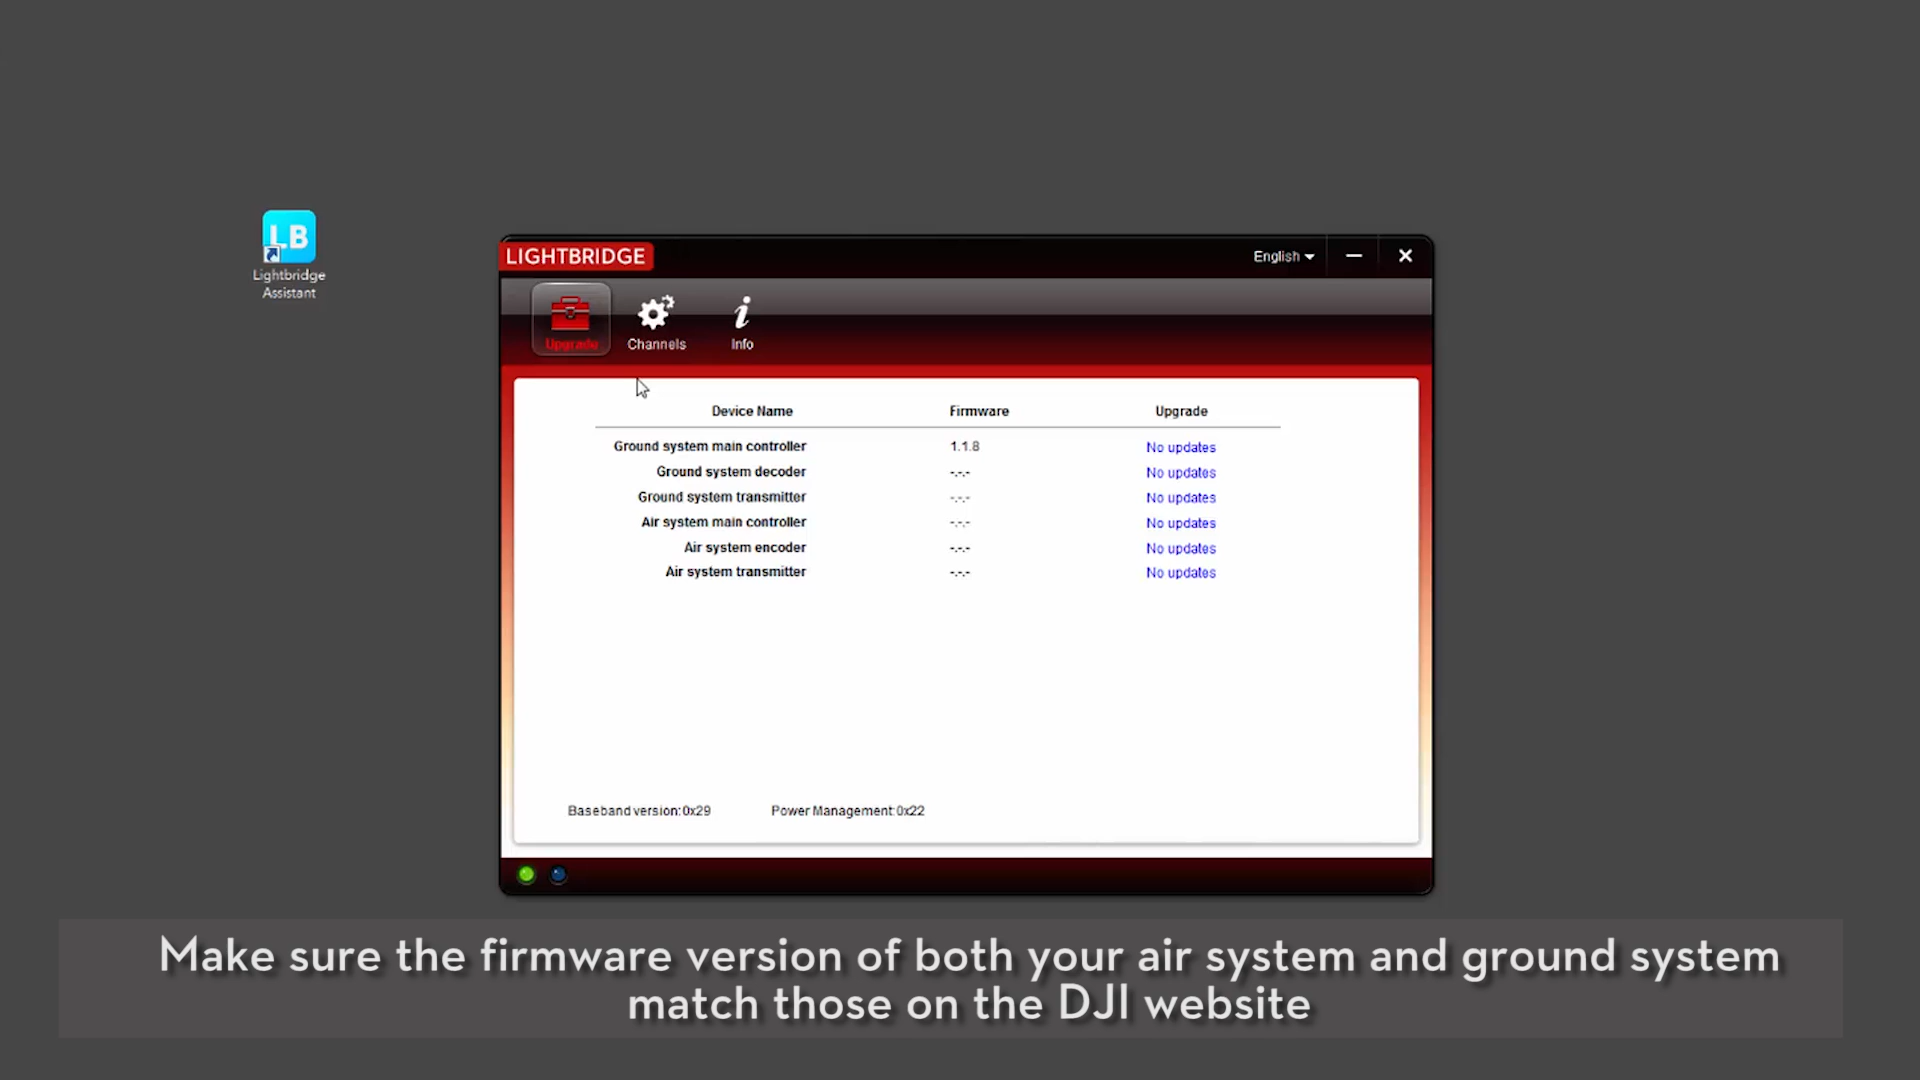 LB
Lightbridge
Assistant
LIGHTBRIDGE
English
Upgrade
Channels
Info
Device Name Firmware Upgrade
Ground system main controller 1.1.8 No updates
Ground system decoder -.-.- No updates
Ground system transmitter -.-.- No updates
Air system main controller -.-.- No updates
Air system encoder -.-.- No updates
Air system transmitter -.-.- No updates
Baseband version:0x29 Power Management:0x22
Make sure the firmware version of both your air system and ground system
match those on the DJI website